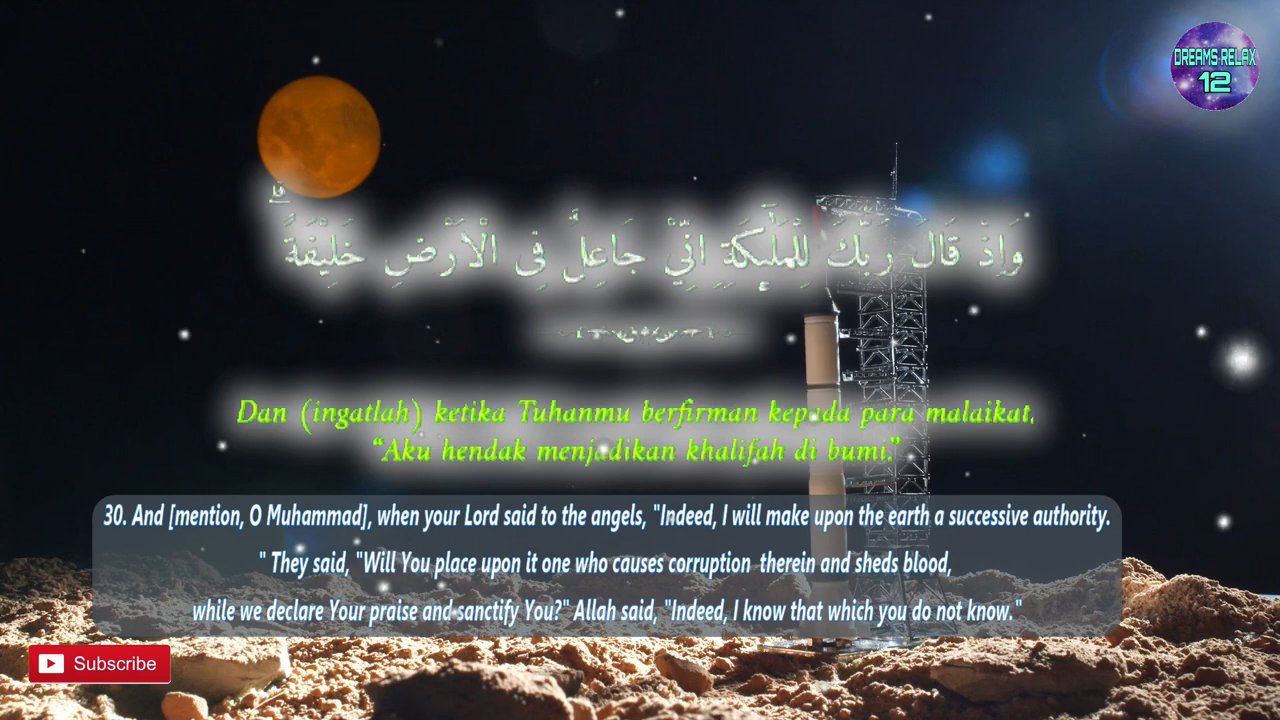 DREAMS RELAX
12
وَاِذْ قَالَ رَبُّكَ لِلْمَلٰۤىِٕكَةِ اِنِّيْ جَاعِلٌ فِى الْاَرْضِ خَلِيْفَةً ۗ
Dan (ingatlah) ketika Tuhanmu berfirman kepada para malaikat,
“Aku hendak menjadikan khalifah di bumi.”
30. And [mention, O Muhammad], when your Lord said to the angels, "Indeed, I will make upon the earth a successive authority.
" They said, "Will You place upon it one who causes corruption therein and sheds blood,
while we declare Your praise and sanctify You?" Allah said, "Indeed, I know that which you do not know."
Subscribe